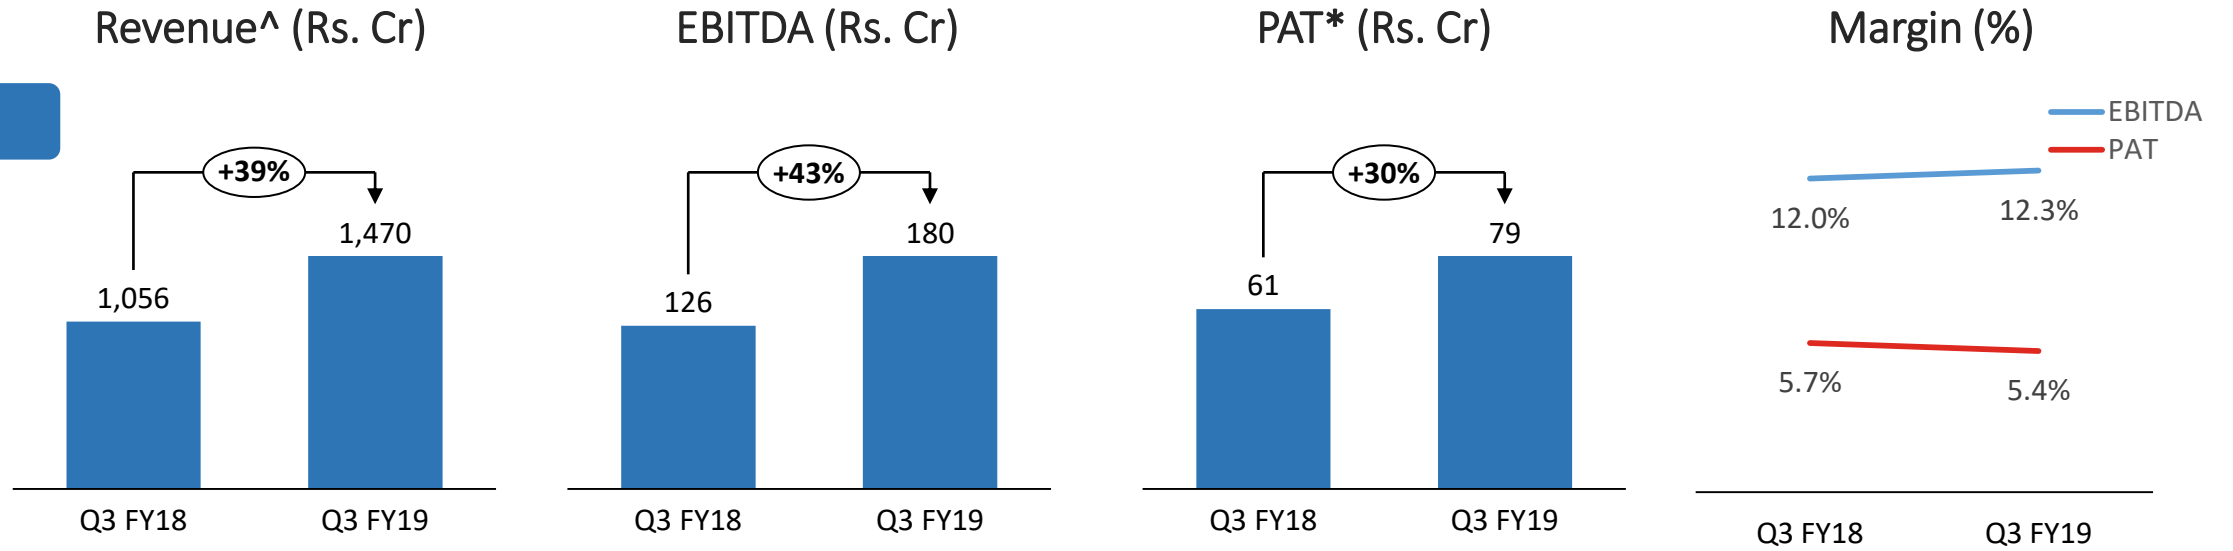 Revenue^ (Rs. Cr)
+39%
1,056
1,470
Q3 FY18
Q3 FY19
EBITDA (Rs. Cr)
+43%
126
180
Q3 FY18
Q3 FY19
PAT* (Rs. Cr)
+30%
61
79
Q3 FY18
Q3 FY19
Margin (%)
EBITDA
PAT
12.0%
12.3%
5.7%
5.4%
Q3 FY18
Q3 FY19